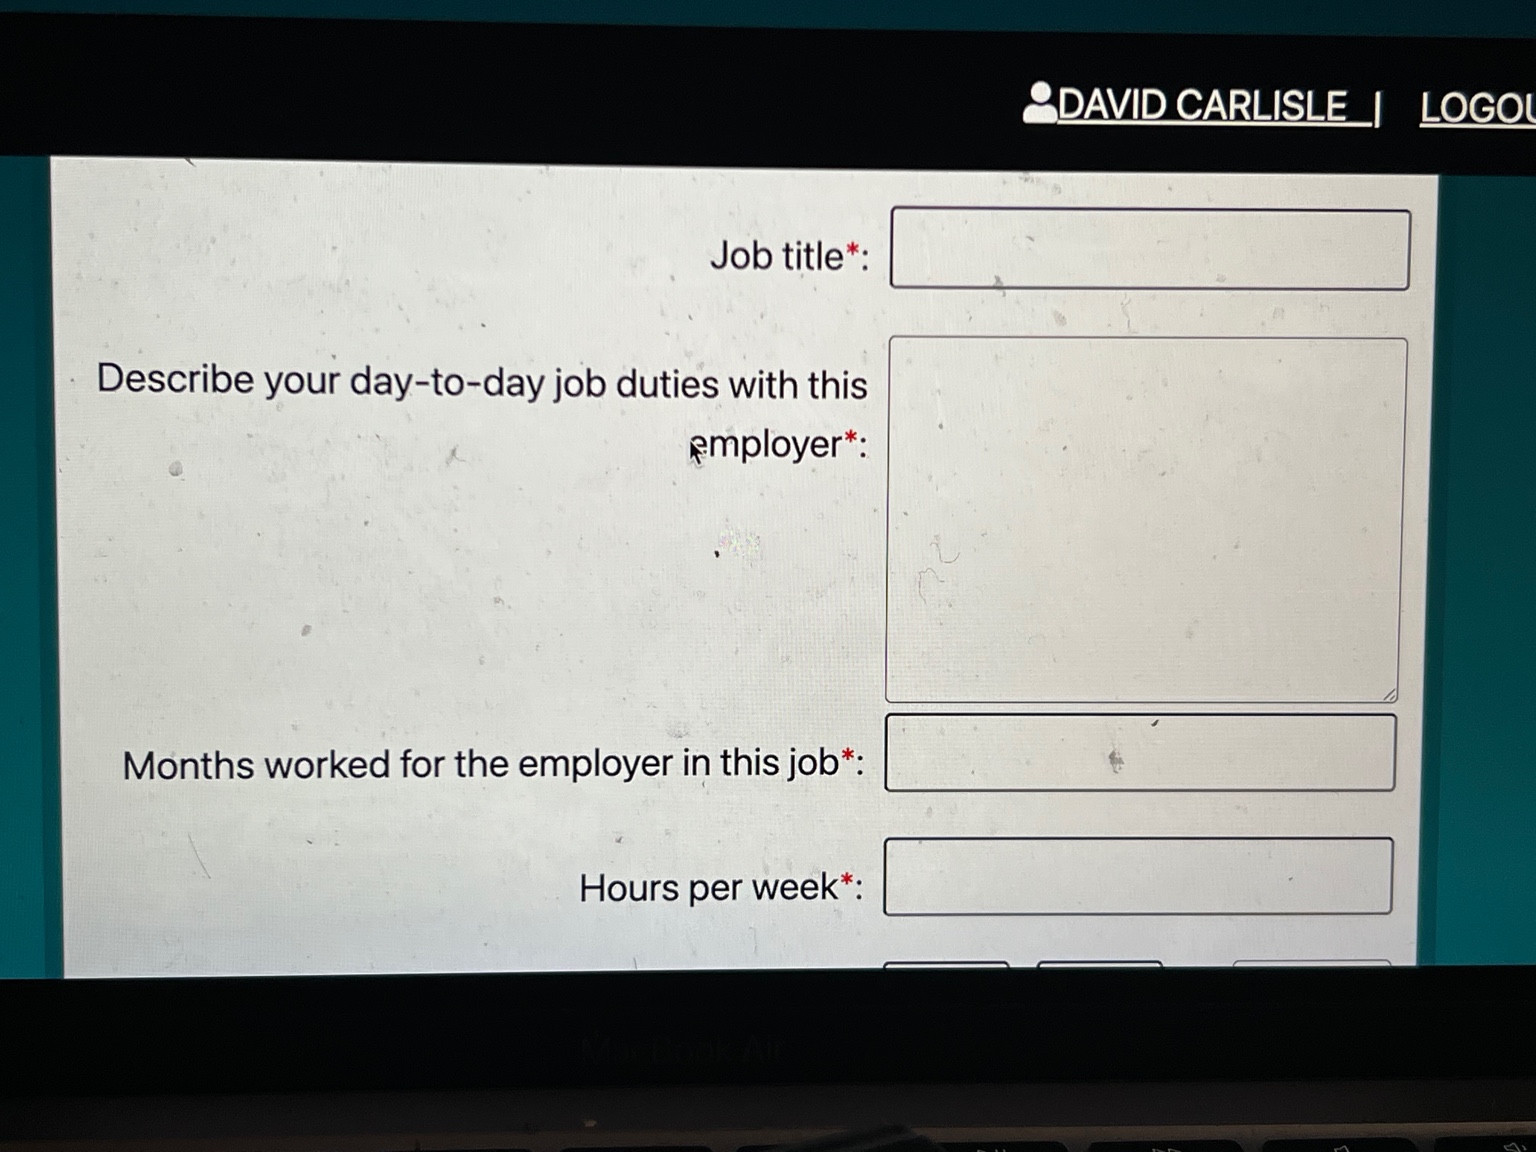 DAVID CARLISLE | LOGOU
Job title*:
Describe your day-to-day job duties with this
employer*:
Months worked for the employer in this job*:
Hours per week*:
MacBook Air